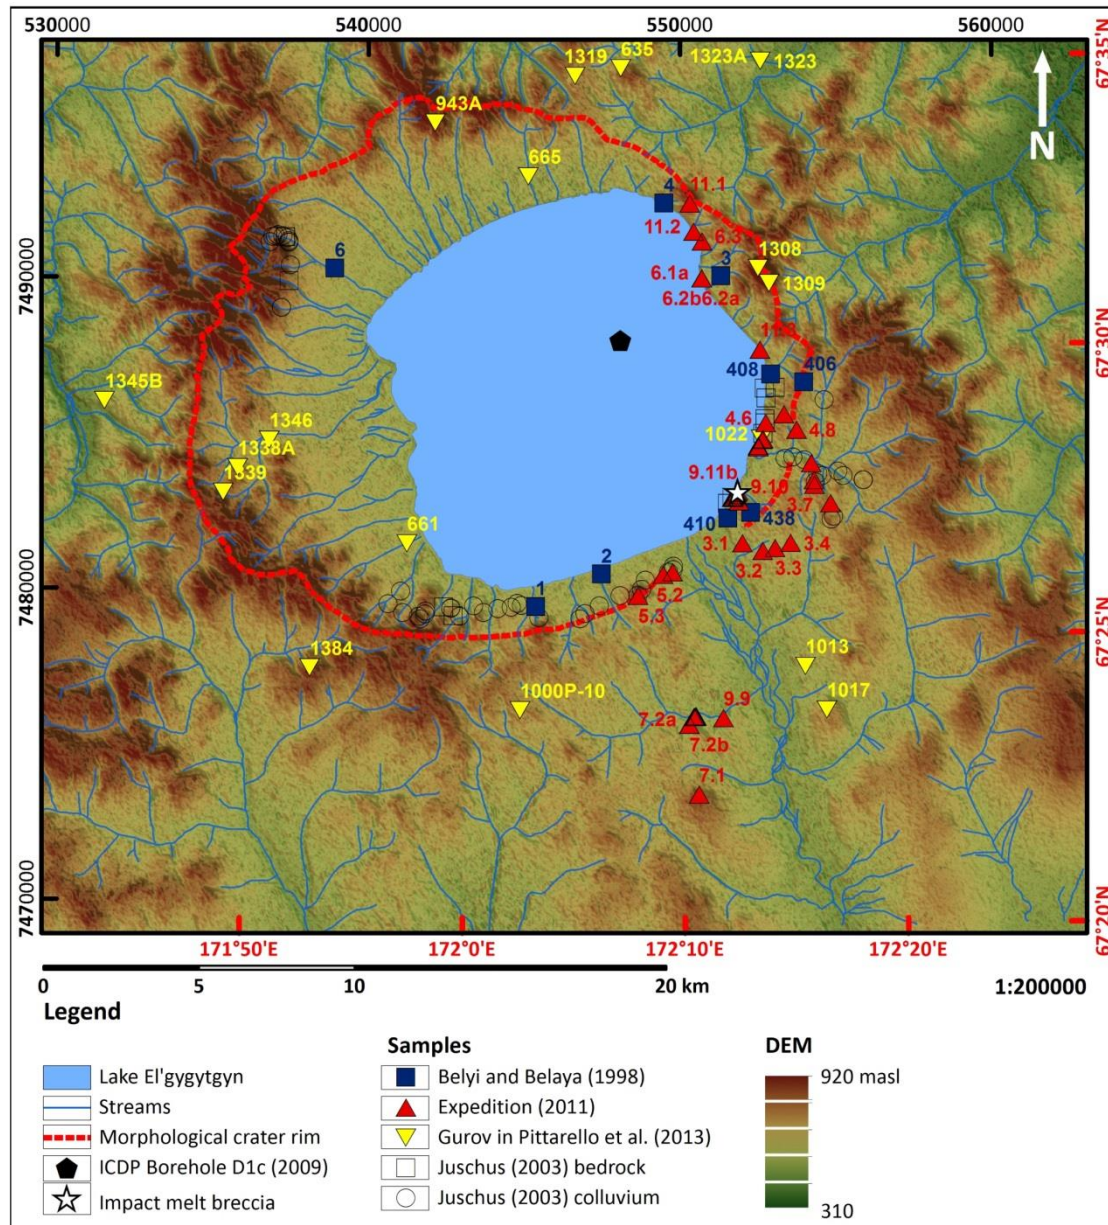 530000 540000 550000 560000
67°35'N
1319 635 1323A 1323
943A
N
665
4 11.1
11.2 6.3
6 1308
7490000
3
6.1a 1309
6.2b6.2a
67°30'N
408 406
1345B
4.6 4.8
1346 1022
1338A
1339 9.11b 9.10
3.7
410 438
661 3.1 3.4
3.2 3.3
2
7480000
1 5.2
5.3
67°25'N
1384 1013
1000P-10 9.9 1017
7.2a
7.2b
7.1
7470000
67°20'N
171°50'E 172°0'E 172°10'E 172°20'E
0 5 10 20 km 1:200000
Legend
Lake El'gygytgyn
Streams
Morphological crater rim
ICDP Borehole D1c (2009)
Impact melt breccia
Samples
Belyi and Belaya (1998)
Expedition (2011)
Gurov in Pittarello et al. (2013)
Juschus (2003) bedrock
Juschus (2003) colluvium
DEM
920 masl
310